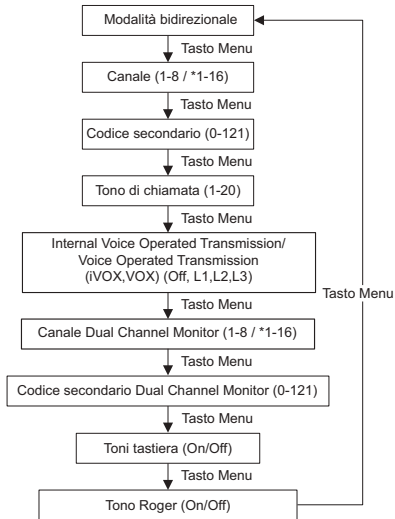 Modalità bidirezionale
Tasto Menu
Canale (1-8 / *1-16)
Tasto Menu
Codice secondario (0-121)
Tasto Menu
Tono di chiamata (1-20)
Tasto Menu
Internal Voice Operated Transmission/
Voice Operated Transmission
(iVOX,VOX) (Off, L1,L2,L3)
Tasto Menu
Tasto Menu
Canale Dual Channel Monitor (1-8 / *1-16)
Tasto Menu
Codice secondario Dual Channel Monitor (0-121)
Tasto Menu
Toni tastiera (On/Off)
Tasto Menu
Tono Roger (On/Off)